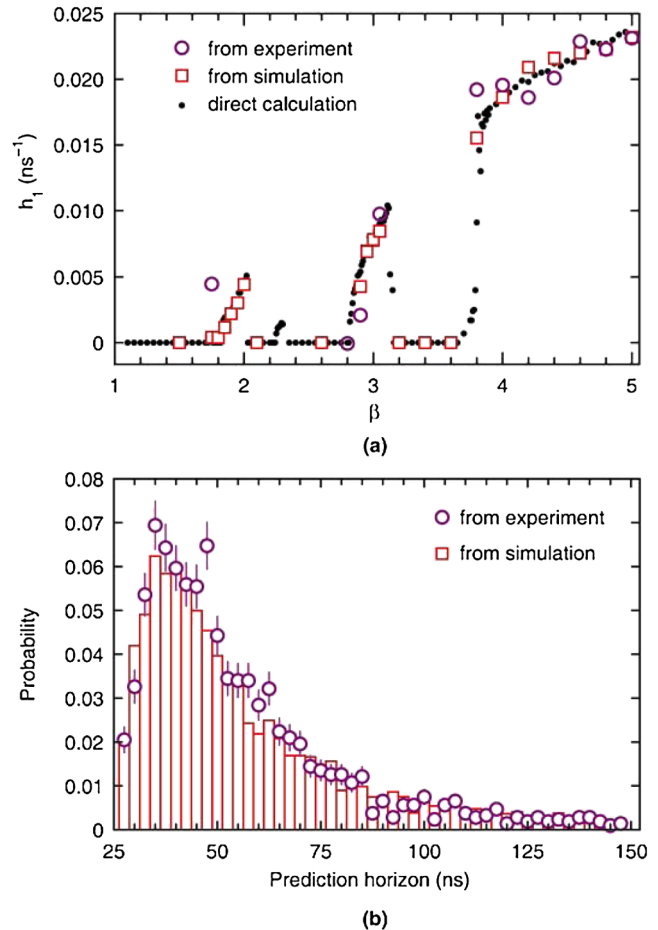 0.025
0.020
0.015
0.010
0.005
0
h₁ (ns⁻¹)
from experiment
from simulation
direct calculation
1 2 3 4 5
β
(a)
0.08
0.07
0.06
0.05
0.04
0.03
0.02
0.01
0
Probability
from experiment
from simulation
25 50 75 100 125 150
Prediction horizon (ns)
(b)